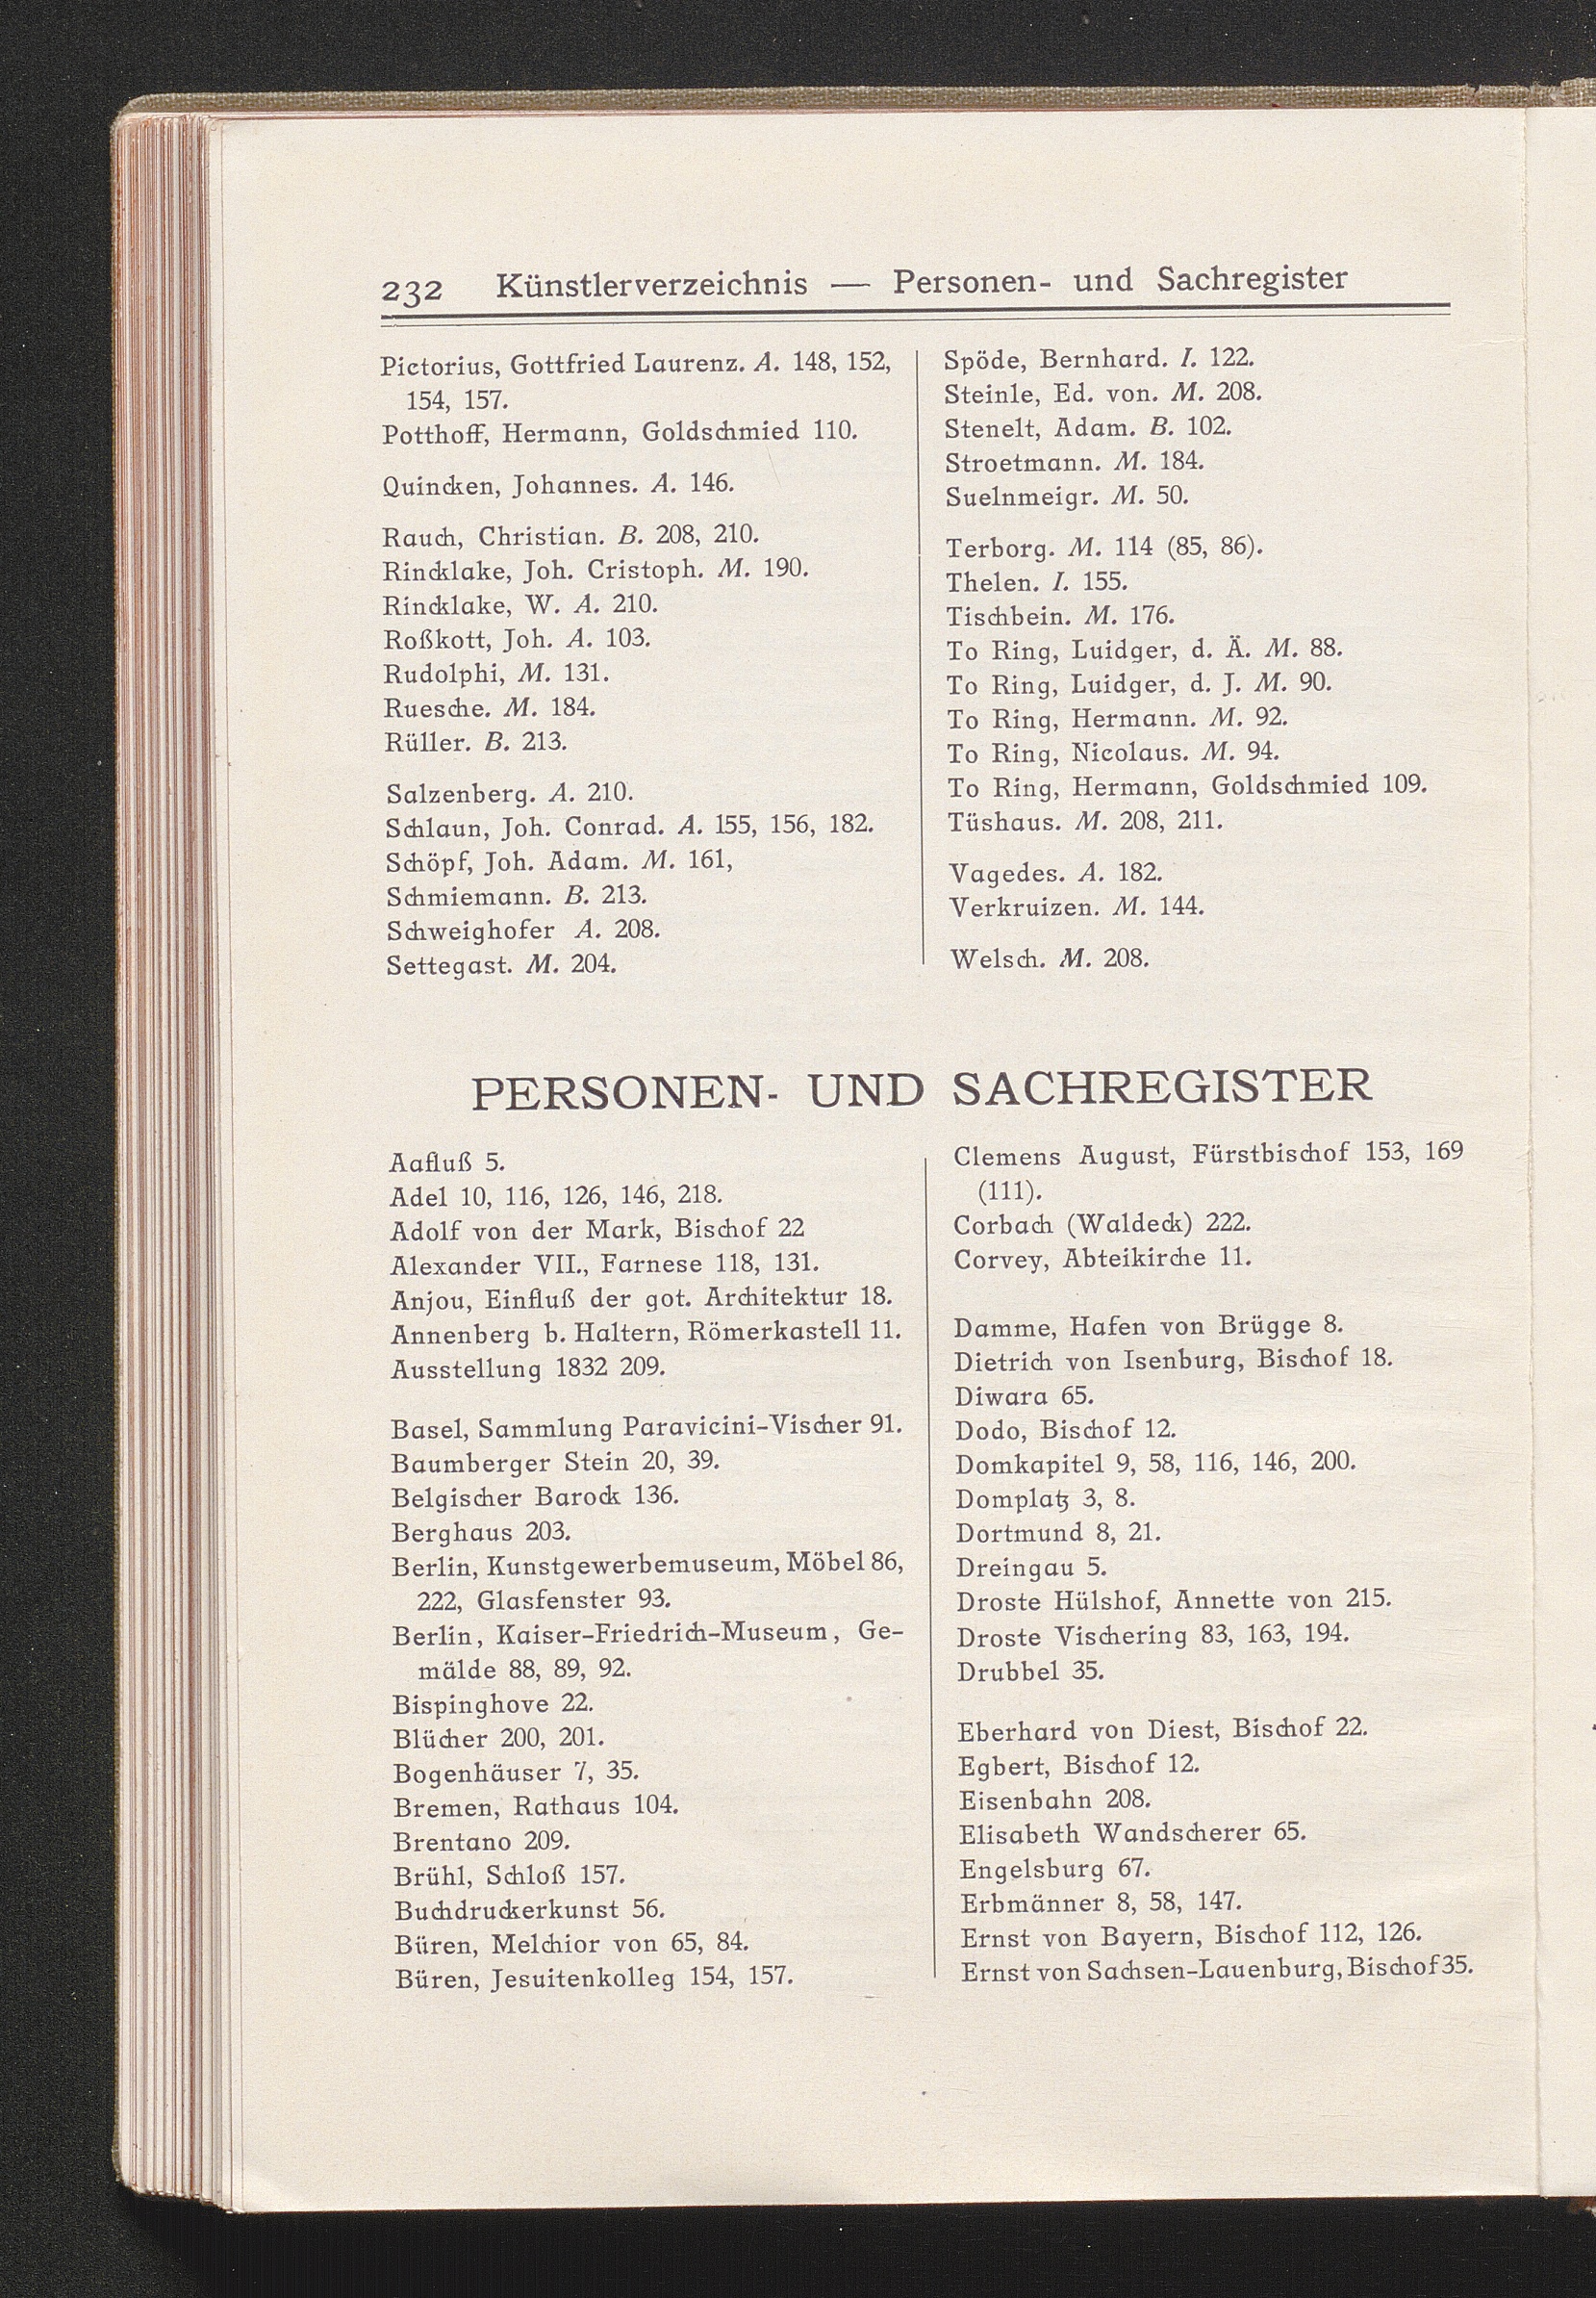 232 Künstlerverzeichnis — Personen- und Sachregister
Pictorius, Gottfried Laurenz. A. 148, 152,
154, 157.
Potthoff, Hermann, Goldschmied 110.
Quincken, Johannes. A. 146.
Rauch, Christian. B. 208, 210.
Rincklake, Joh. Cristoph. M. 190.
Rincklake, W. A. 210.
Roßkott, Joh. A. 103.
Rudolphi, M. 131.
Ruesche. M. 184.
Rüller. B. 213.
Salzenberg. A. 210.
Schlaun, Joh. Conrad. A. 155, 156, 182.
Schöpf, Joh. Adam. M. 161,
Schmiemann. B. 213.
Schweighofer A. 208.
Settegast. M. 204.
Spöde, Bernhard. I. 122.
Steinle, Ed. von. M. 208.
Stenelt, Adam. B. 102.
Stroetmann. M. 184.
Suelnmeigr. M. 50.
Terborg. M. 114 (85, 86).
Thelen. I. 155.
Tischbein. M. 176.
To Ring, Luidger, d. Ä. M. 88.
To Ring, Luidger, d. J. M. 90.
To Ring, Hermann. M. 92.
To Ring, Nicolaus. M. 94.
To Ring, Hermann, Goldschmied 109.
Tüshaus. M. 208, 211.
Vagedes. A. 182.
Verkruizen. M. 144.
Welsch. M. 208.
PERSONEN- UND SACHREGISTER
Aafluß 5.
Adel 10, 116, 126, 146, 218.
Adolf von der Mark, Bischof 22
Alexander VII., Farnese 118, 131.
Anjou, Einfluß der got. Architektur 18.
Annenberg b. Haltern, Römerkastell 11.
Ausstellung 1832 209.
Basel, Sammlung Paravicini-Vischer 91.
Baumberger Stein 20, 39.
Belgischer Barock 136.
Berghaus 203.
Berlin, Kunstgewerbemuseum, Möbel 86,
222, Glasfenster 93.
Berlin, Kaiser-Friedrich-Museum, Ge-
mälde 88, 89, 92.
Bispinghove 22.
Blücher 200, 201.
Bogenhäuser 7, 35.
Bremen, Rathaus 104.
Brentano 209.
Brühl, Schloß 157.
Buchdruckerkunst 56.
Büren, Melchior von 65, 84.
Büren, Jesuitenkolleg 154, 157.
Clemens August, Fürstbischof 153, 169
(111).
Corbach (Waldeck) 222.
Corvey, Abteikirche 11.
Damme, Hafen von Brügge 8.
Dietrich von Isenburg, Bischof 18.
Diwara 65.
Dodo, Bischof 12.
Domkapitel 9, 58, 116, 146, 200.
Domplatz 3, 8.
Dortmund 8, 21.
Dreingau 5.
Droste Hülshof, Annette von 215.
Droste Vischering 83, 163, 194.
Drubbel 35.
Eberhard von Diest, Bischof 22.
Egbert, Bischof 12.
Eisenbahn 208.
Elisabeth Wandscherer 65.
Engelsburg 67.
Erbmänner 8, 58, 147.
Ernst von Bayern, Bischof 112, 126.
Ernst von Sachsen-Lauenburg, Bischof 35.